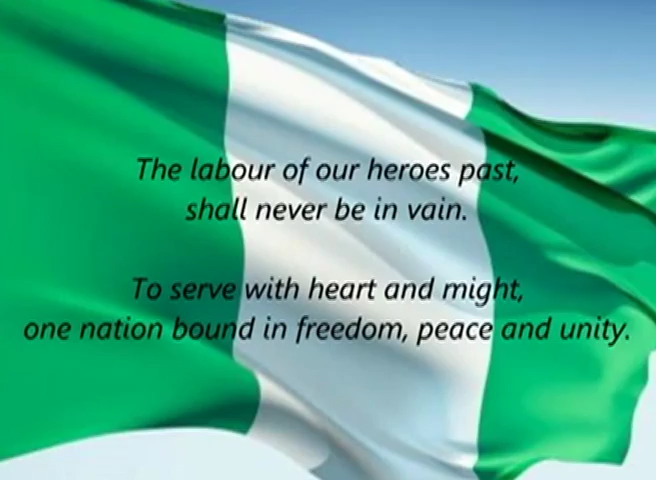 The labour of our heroes past,
shall never be in vain.
To serve with heart and might,
one nation bound in freedom, peace and unity.